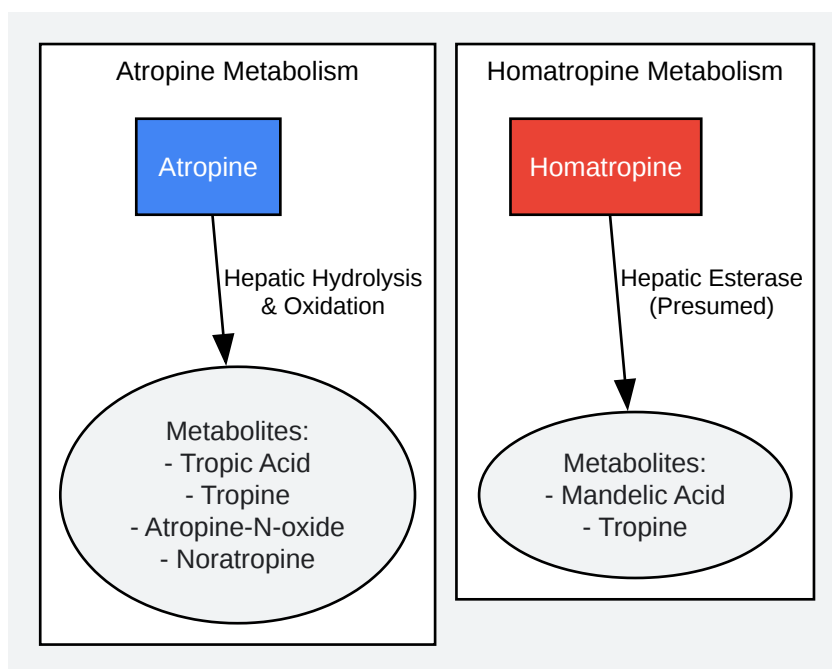 Atropine Metabolism
Atropine
Hepatic Hydrolysis
& Oxidation
Metabolites:
- Tropic Acid
- Tropine
- Atropine-N-oxide
- Noratropine
Homatropine Metabolism
Homatropine
Hepatic Esterase
(Presumed)
Metabolites:
- Mandelic Acid
- Tropine